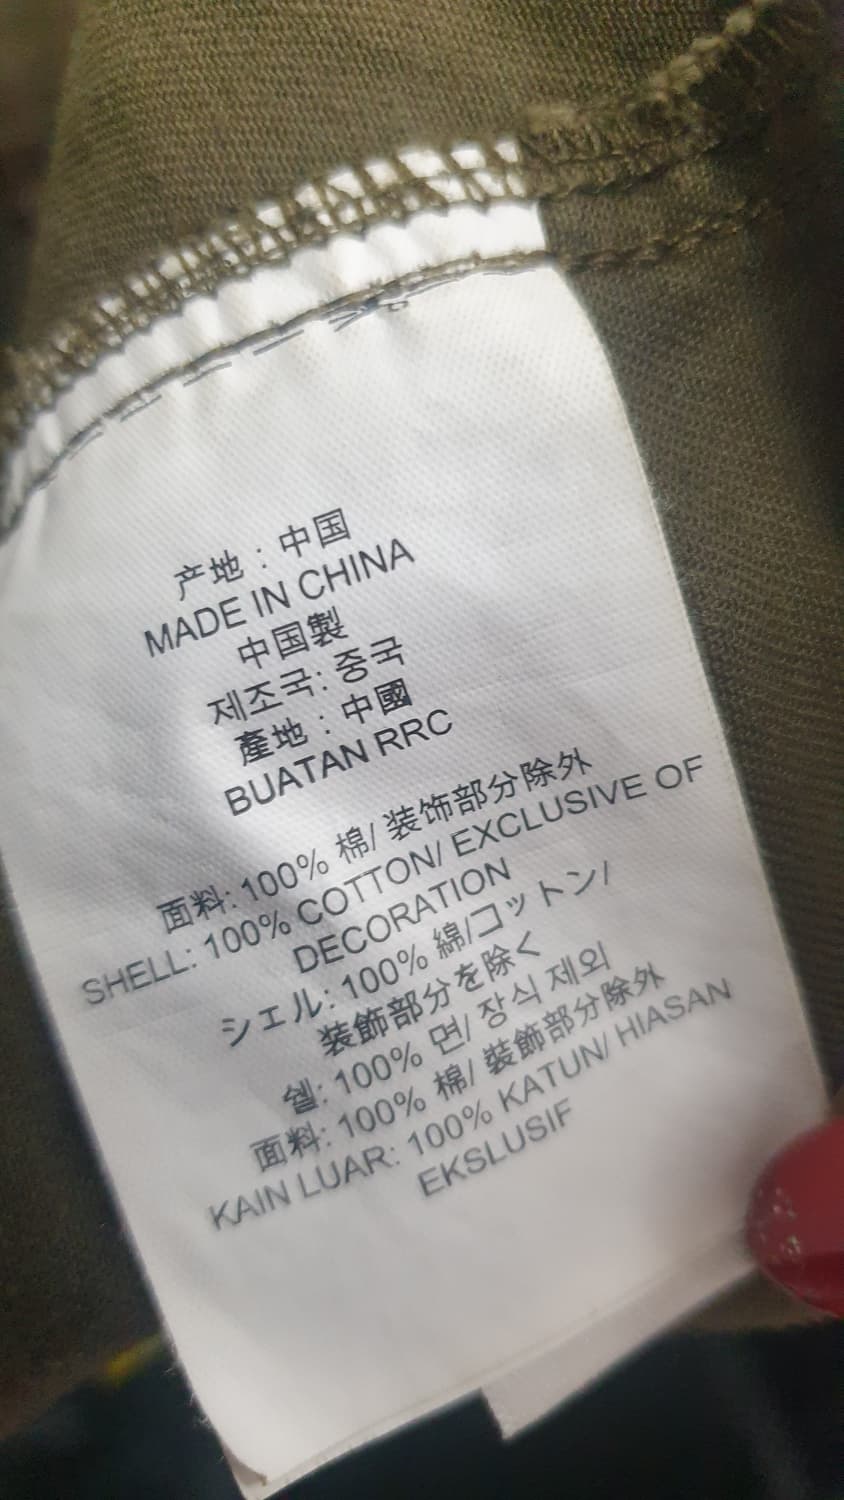 产地：中国
MADE IN CHINA
中国製
제조국: 중국
產地：中國
BUATAN RRC
面料: 100% 棉/ 装饰部分除外
SHELL: 100% COTTON/ EXCLUSIVE OF
DECORATION
シェル: 100% 綿/コットン/
装飾部分を除く
쉘: 100% 면/ 장식 제외
面料: 100% 棉/ 裝飾部分除外
KAIN LUAR: 100% KATUN/ HIASAN
EKSLUSIF